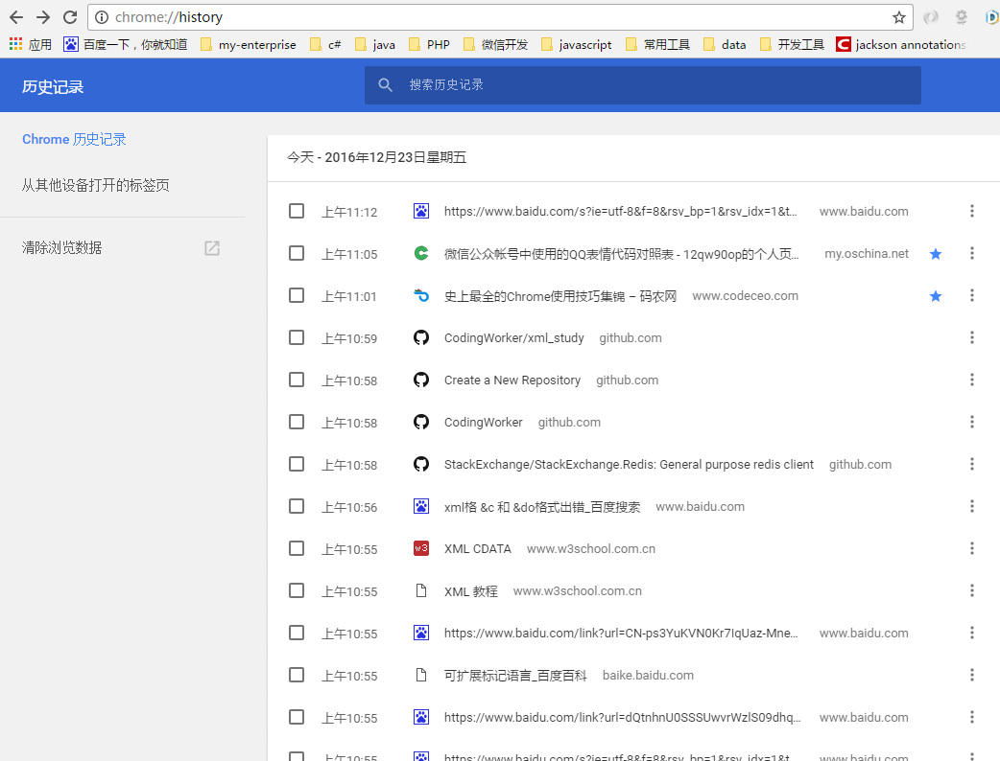 chrome://history
应用 百度一下，你就知道 my-enterprise c# java PHP 微信开发 javascript 常用工具 data 开发工具 jackson annotations
历史记录 搜索历史记录
Chrome 历史记录
从其他设备打开的标签页
清除浏览数据
今天 - 2016年12月23日星期五
上午11:12 https://www.baidu.com/s?ie=utf-8&f=8&rsv_bp=1&rsv_idx=1&t... www.baidu.com
上午11:05 微信公众帐号中使用的QQ表情代码对照表 - 12qw90op的个人页... my.oschina.net
上午11:01 史上最全的Chrome使用技巧集锦 – 码农网 www.codeceo.com
上午10:59 CodingWorker/xml_study github.com
上午10:58 Create a New Repository github.com
上午10:58 CodingWorker github.com
上午10:58 StackExchange/StackExchange.Redis: General purpose redis client github.com
上午10:56 xml格 &c 和 &do格式出错_百度搜索 www.baidu.com
上午10:55 w3 XML CDATA www.w3school.com.cn
上午10:55 XML 教程 www.w3school.com.cn
上午10:55 https://www.baidu.com/link?url=CN-ps3YuKVN0Kr7IqUaz-Mne... www.baidu.com
上午10:55 可扩展标记语言_百度百科 baike.baidu.com
上午10:55 https://www.baidu.com/link?url=dQtnhnU0SSSUwvrWzlS09dhq... www.baidu.com
上午10:55 https://www.baidu.com/s?ie=utf-8&f=8&rsv_bp=1&rsv_idx=1&t... www.baidu.com